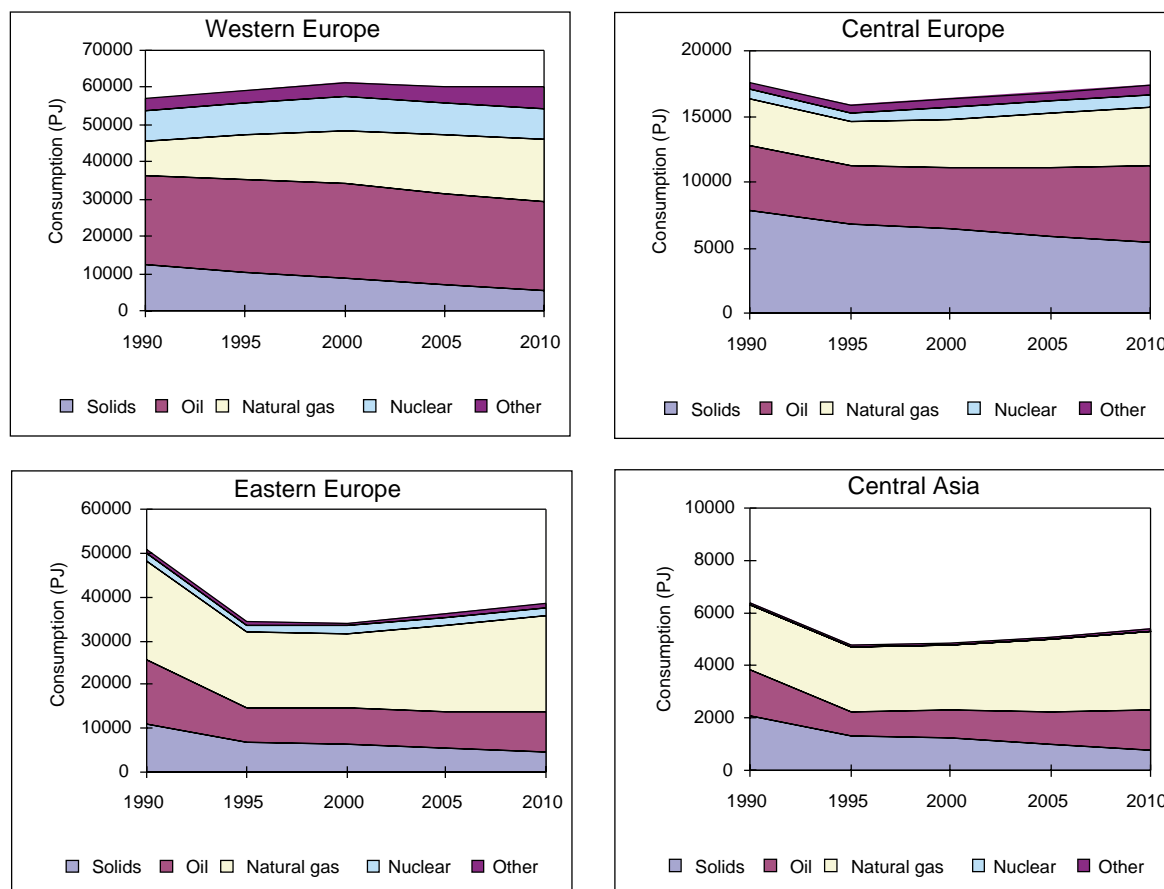 Western Europe
Consumption (PJ)
70000
60000
50000
40000
30000
20000
10000
0
1990 1995 2000 2005 2010
Solids Oil Natural gas Nuclear Other
Central Europe
Consumption (PJ)
20000
15000
10000
5000
0
1990 1995 2000 2005 2010
Solids Oil Natural gas Nuclear Other
Eastern Europe
Consumption (PJ)
60000
50000
40000
30000
20000
10000
0
1990 1995 2000 2005 2010
Solids Oil Natural gas Nuclear Other
Central Asia
Consumption (PJ)
10000
8000
6000
4000
2000
0
1990 1995 2000 2005 2010
Solids Oil Natural gas Nuclear Other